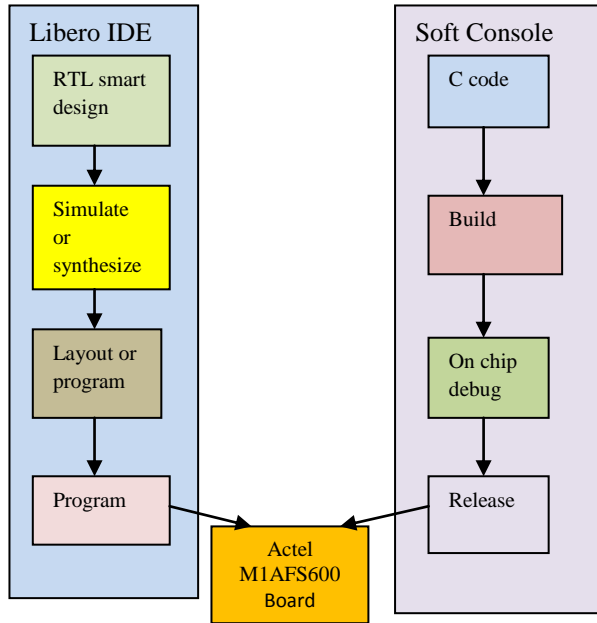 Libero IDE
RTL smart
design
Simulate
or
synthesize
Layout or
program
Program
Soft Console
C code
Build
On chip
debug
Release
Actel
M1AFS600
Board